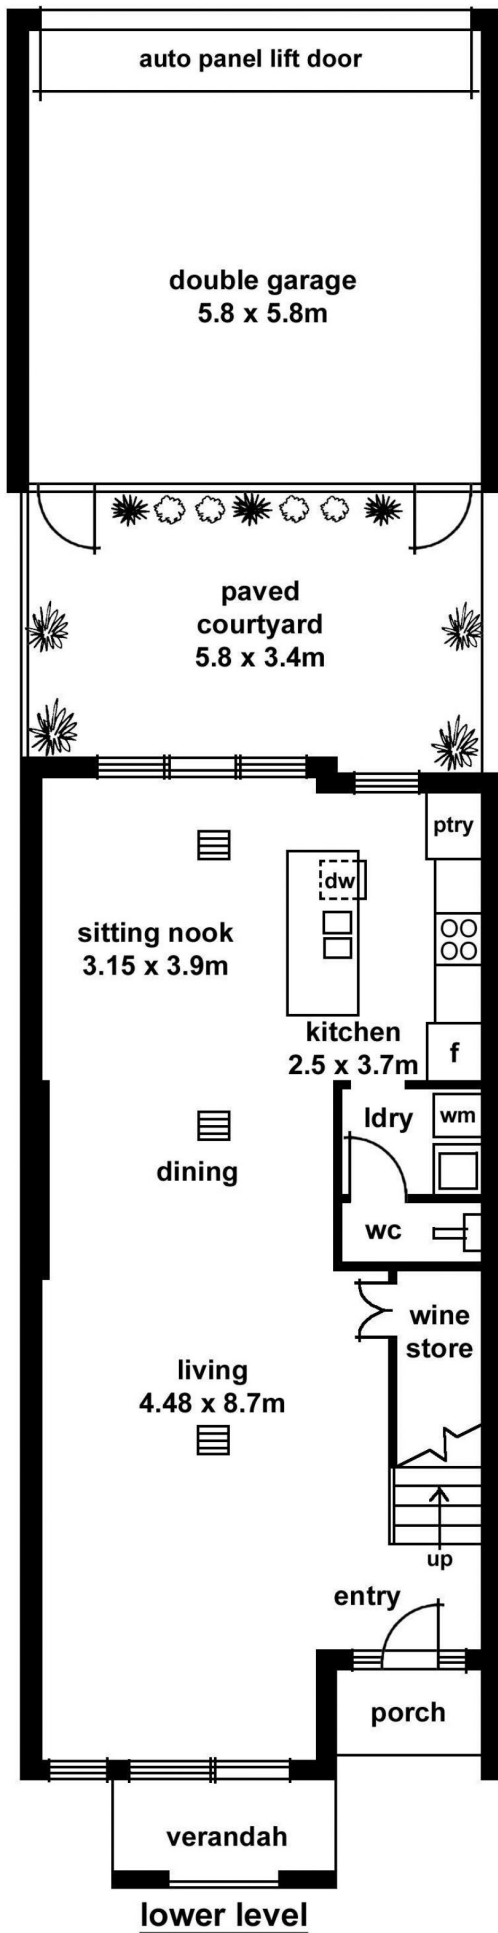 auto panel lift door
double garage
5.8 x 5.8m
paved
courtyard
5.8 x 3.4m
ptry
dw
sitting nook
3.15 x 3.9m
kitchen
2.5 x 3.7m
f
ldry
wm
dining
wc
wine
store
living
4.48 x 8.7m
up
entry
porch
verandah
lower level